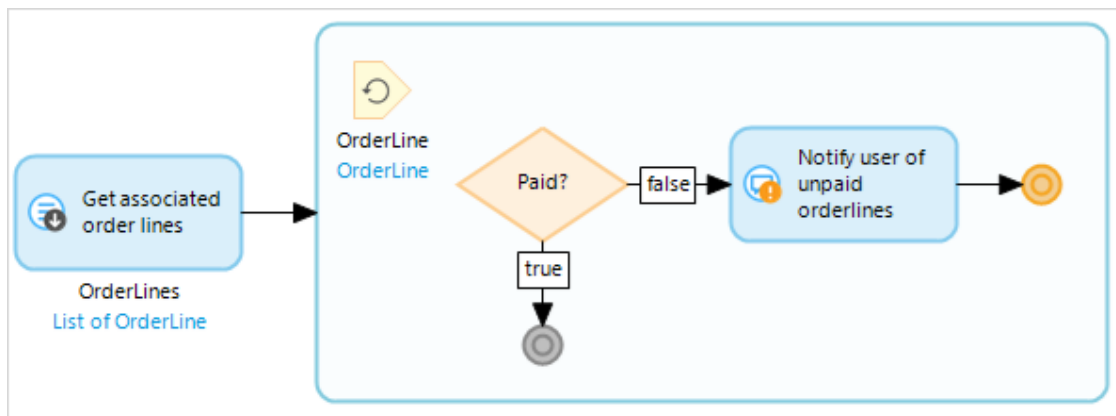 Get associated
order lines
OrderLines
List of OrderLine
OrderLine
OrderLine
Paid?
false
true
Notify user of
unpaid
orderlines